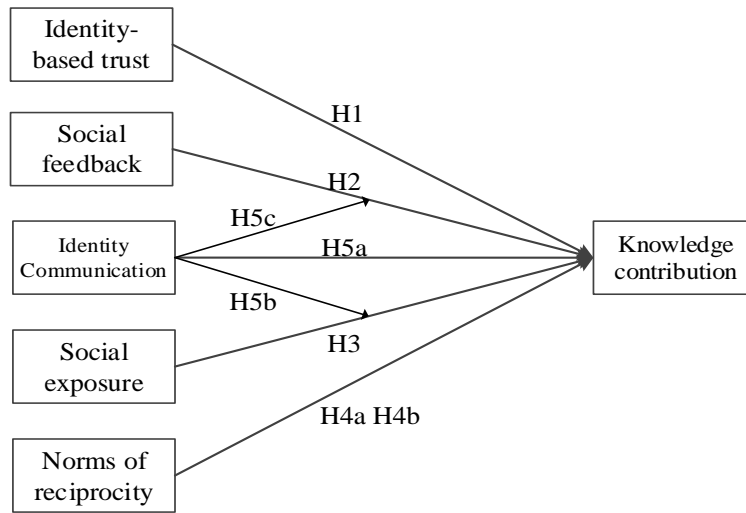 Identity-
based trust
H1
Social
feedback
H2
H5c
Identity
Communication
H5a
Knowledge
contribution
H5b
Social
exposure
H3
H4a H4b
Norms of
reciprocity